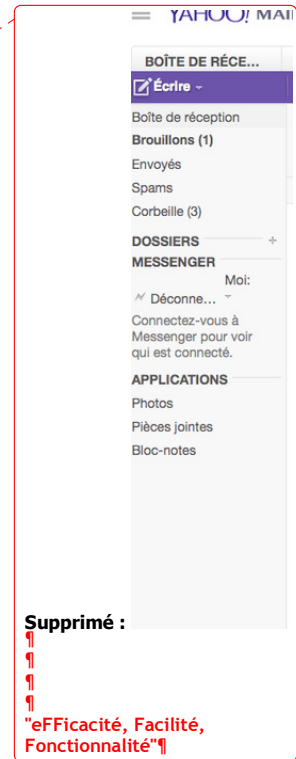 YAHOO! MAI
BOÎTE DE RÉCE...
Écrire
Boîte de réception
Brouillons (1)
Envoyés
Spams
Corbeille (3)
DOSSIERS +
MESSENGER
Moi:
Déconne...
Connectez-vous à
Messenger pour voir
qui est connecté.
APPLICATIONS
Photos
Pièces jointes
Bloc-notes
Supprimé :
¶
¶
¶
¶
"eFFicacité, Facilité,
Fonctionnalité"¶